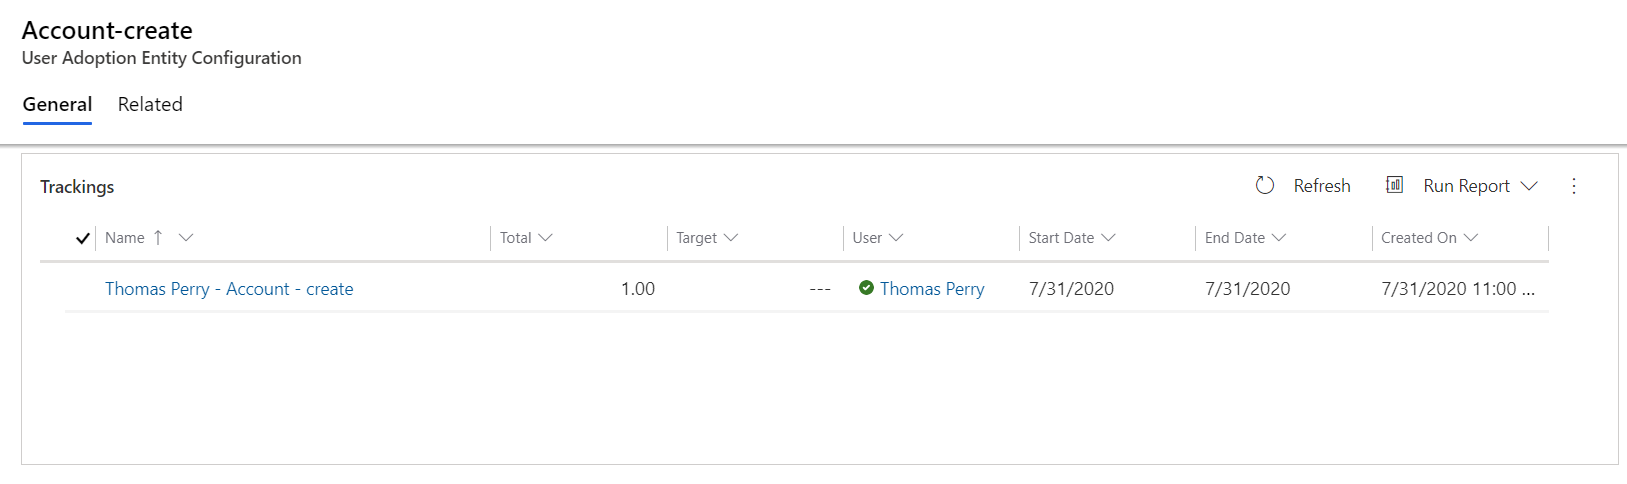 Account-create
User Adoption Entity Configuration
General Related
Trackings Refresh Run Report
Name Total Target User Start Date End Date Created On
Thomas Perry - Account - create 1.00 --- Thomas Perry 7/31/2020 7/31/2020 7/31/2020 11:00 ...